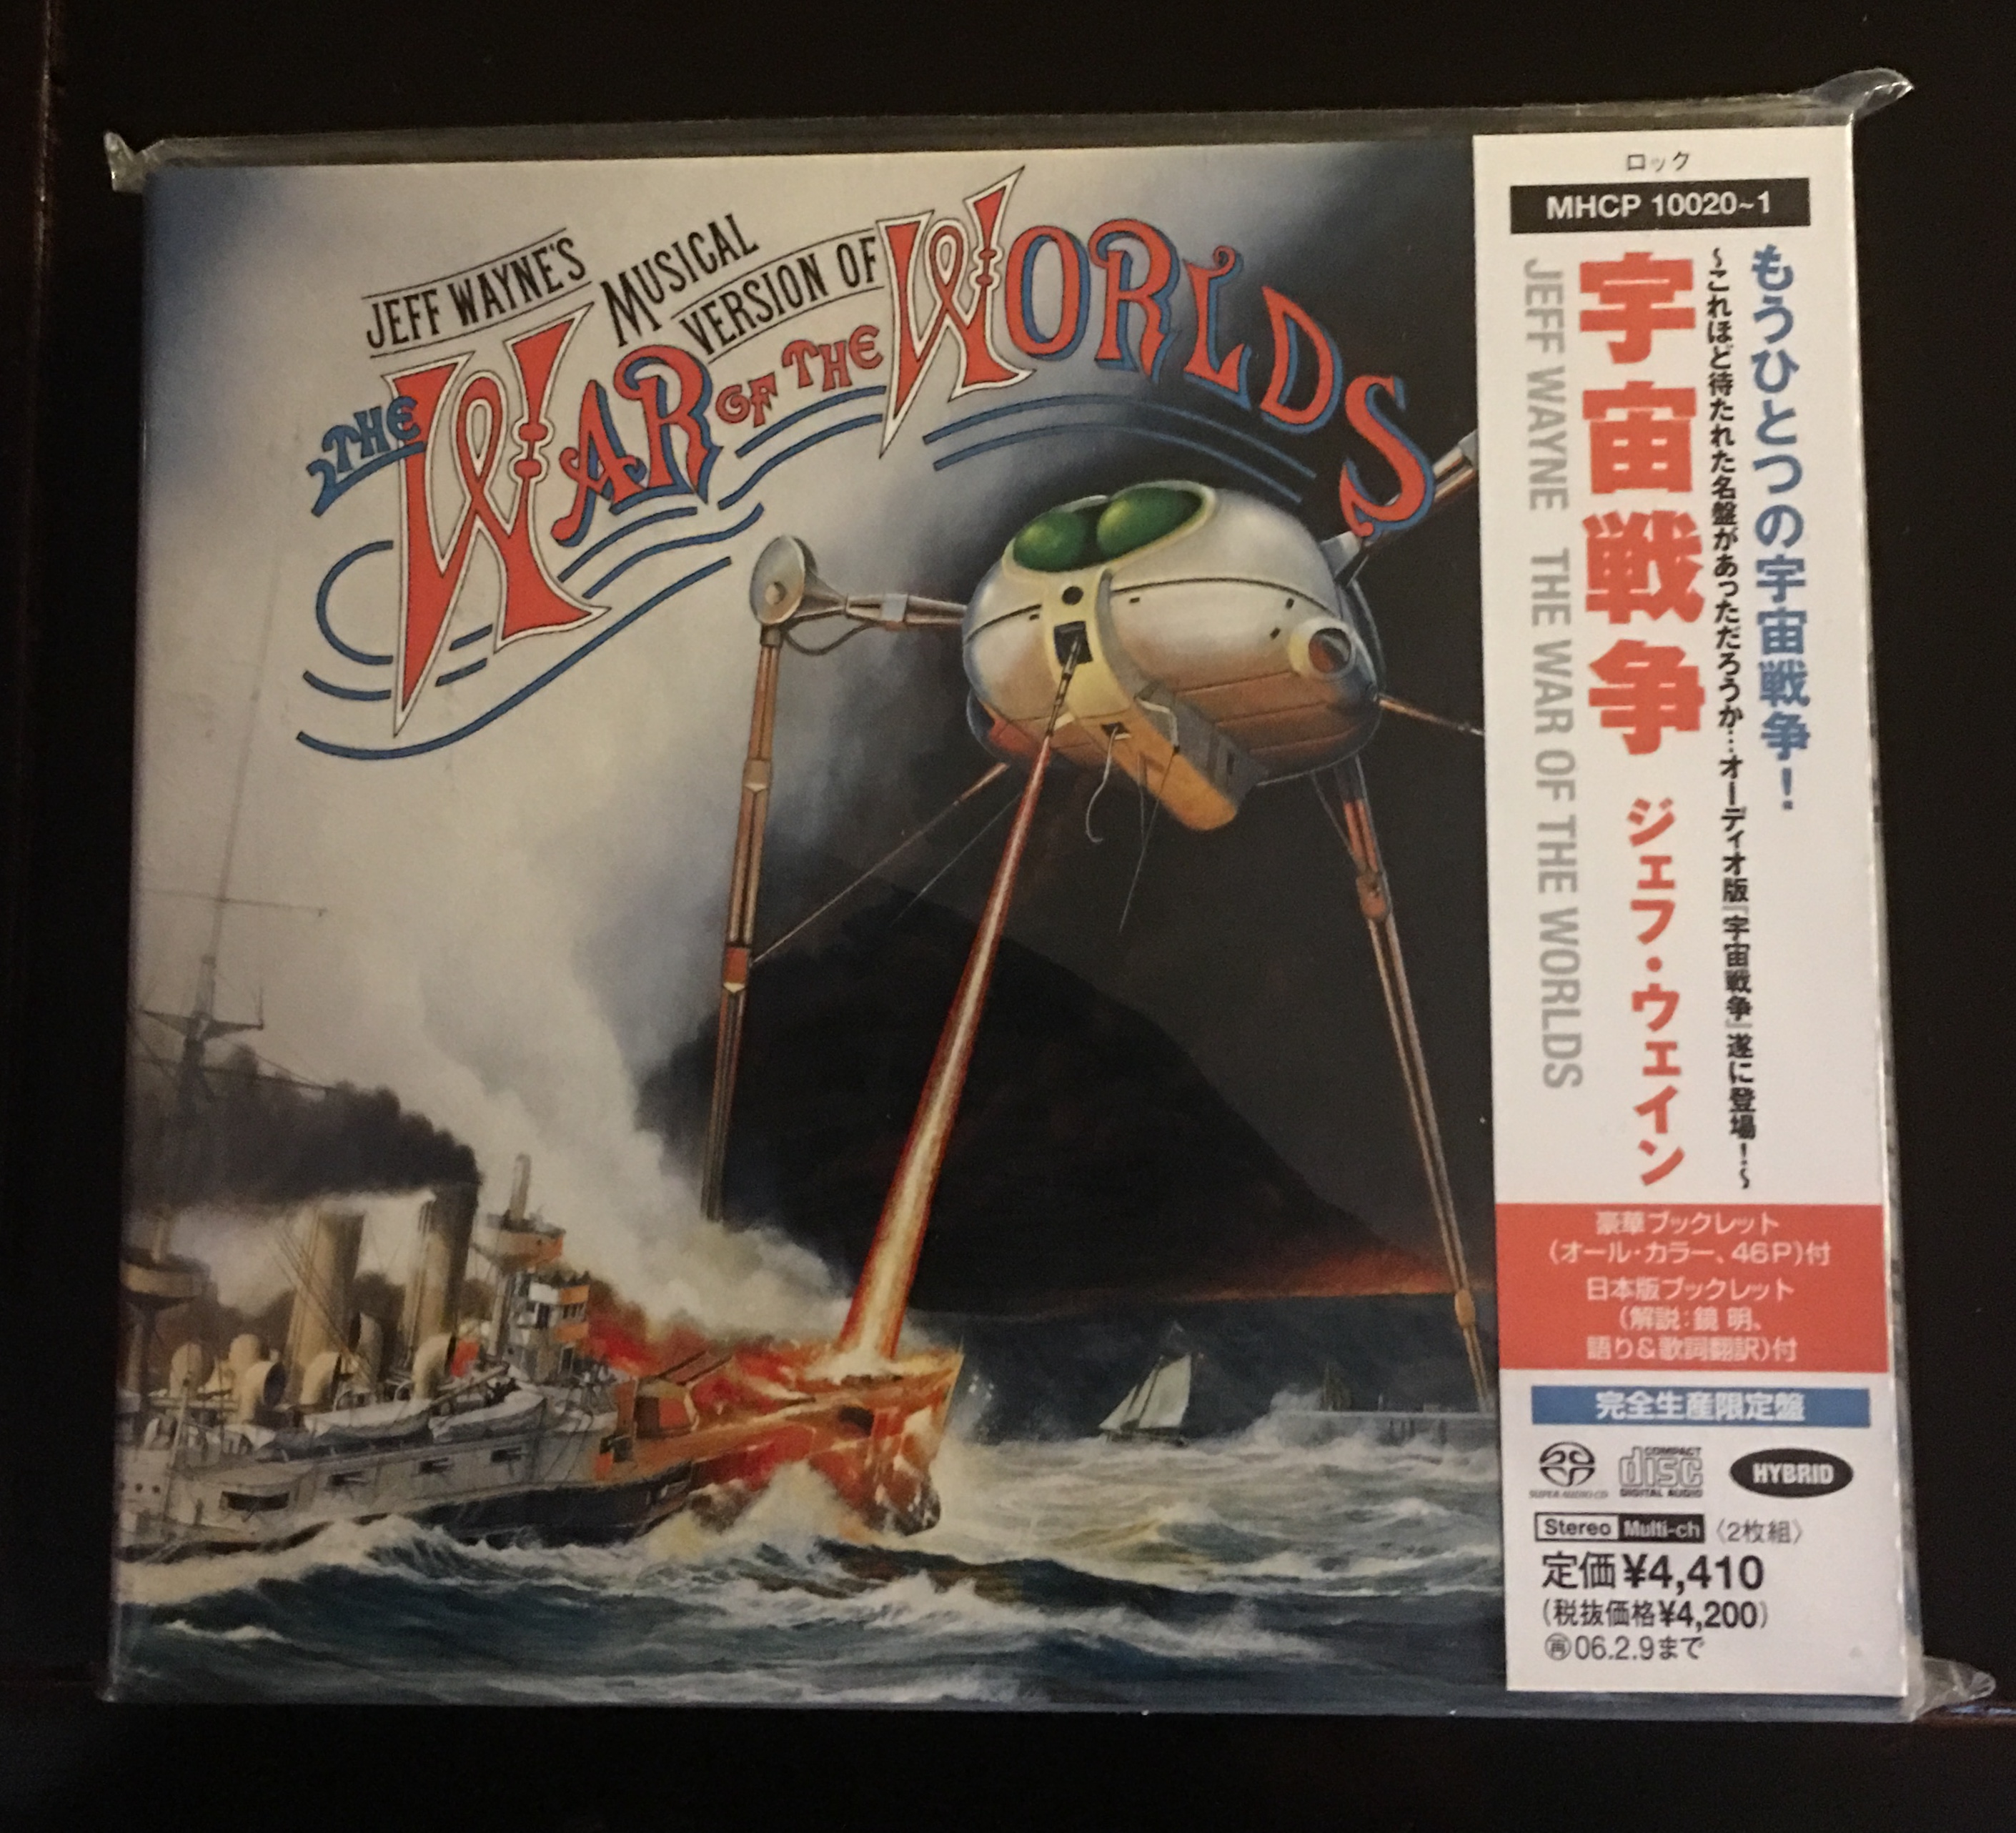 JEFF WAYNE'S
MUSICAL
VERSION OF
THE WAR OF THE WORLDS
ロック
MHCP 10020~1
もうひとつの宇宙戦争!
~これほど待たれた名盤があっただろうか…オーディオ版『宇宙戦争』遂に登場!~
宇宙戦争 ジェフ・ウェイン
JEFF WAYNE THE WAR OF THE WORLDS
豪華ブックレット
(オール・カラー、46P)付
日本版ブックレット
(解説:鏡 明、
語り&歌詞翻訳)付
完全生産限定盤
SUPER AUDIO CD
COMPACT
disc
DIGITAL AUDIO
HYBRID
Stereo Multi-ch 〈2枚組〉
定価¥4,410
(税抜価格¥4,200)
㊢06.2.9まで